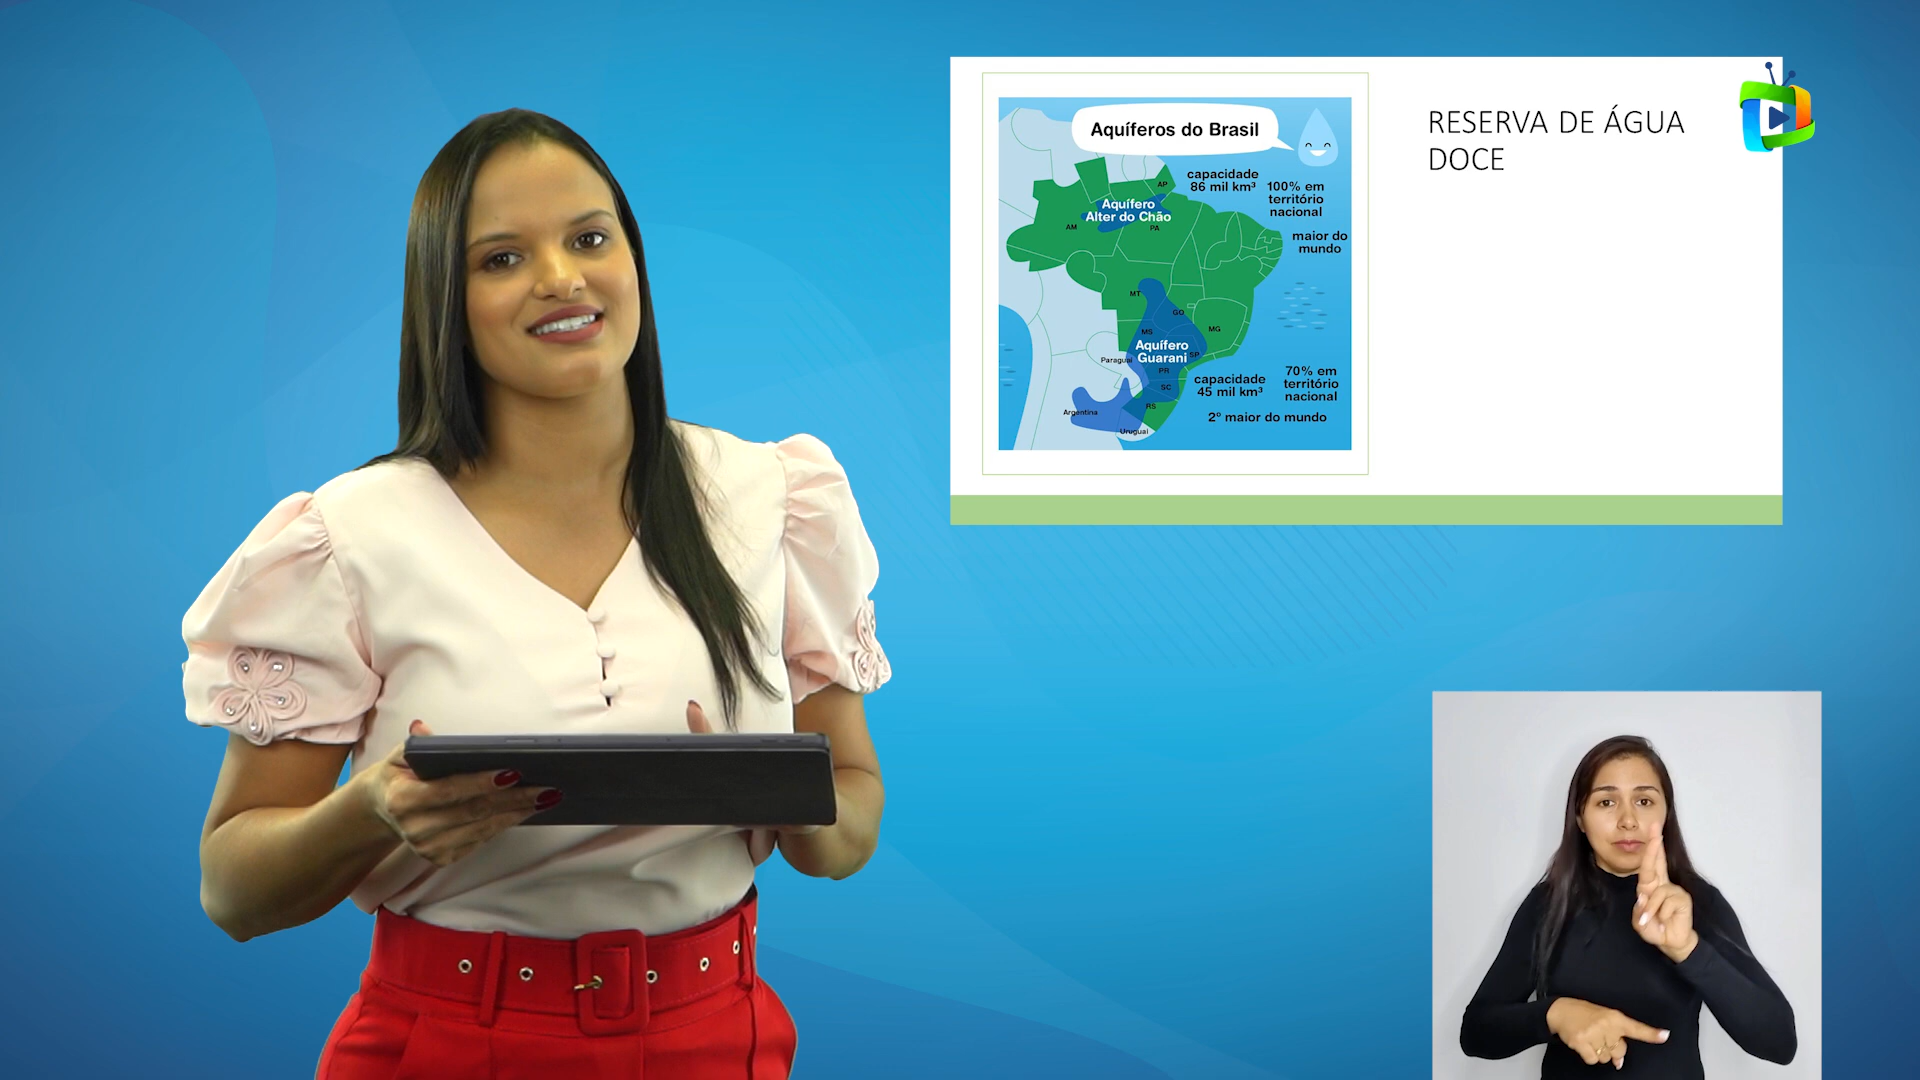 RESERVA DE ÁGUA
DOCE
Aquíferos do Brasil
capacidade
86 mil km³
100% em
território
nacional
maior do
mundo
AP
Aquífero
Alter do Chão
AM
PA
MT
GO
MS
MG
Aquífero
Guarani
SP
Paraguai
PR
SC
RS
Argentina
Uruguai
capacidade
45 mil km³
70% em
território
nacional
2º maior do mundo